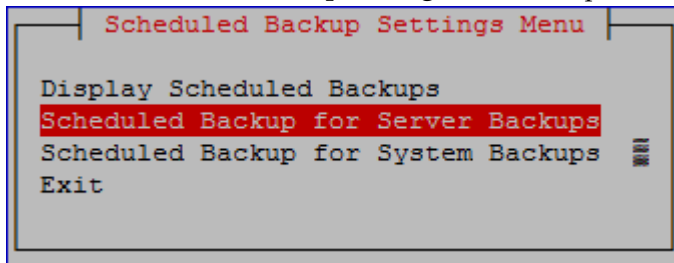 Scheduled Backup Settings Menu
Display Scheduled Backups
Scheduled Backup for Server Backups
Scheduled Backup for System Backups
Exit